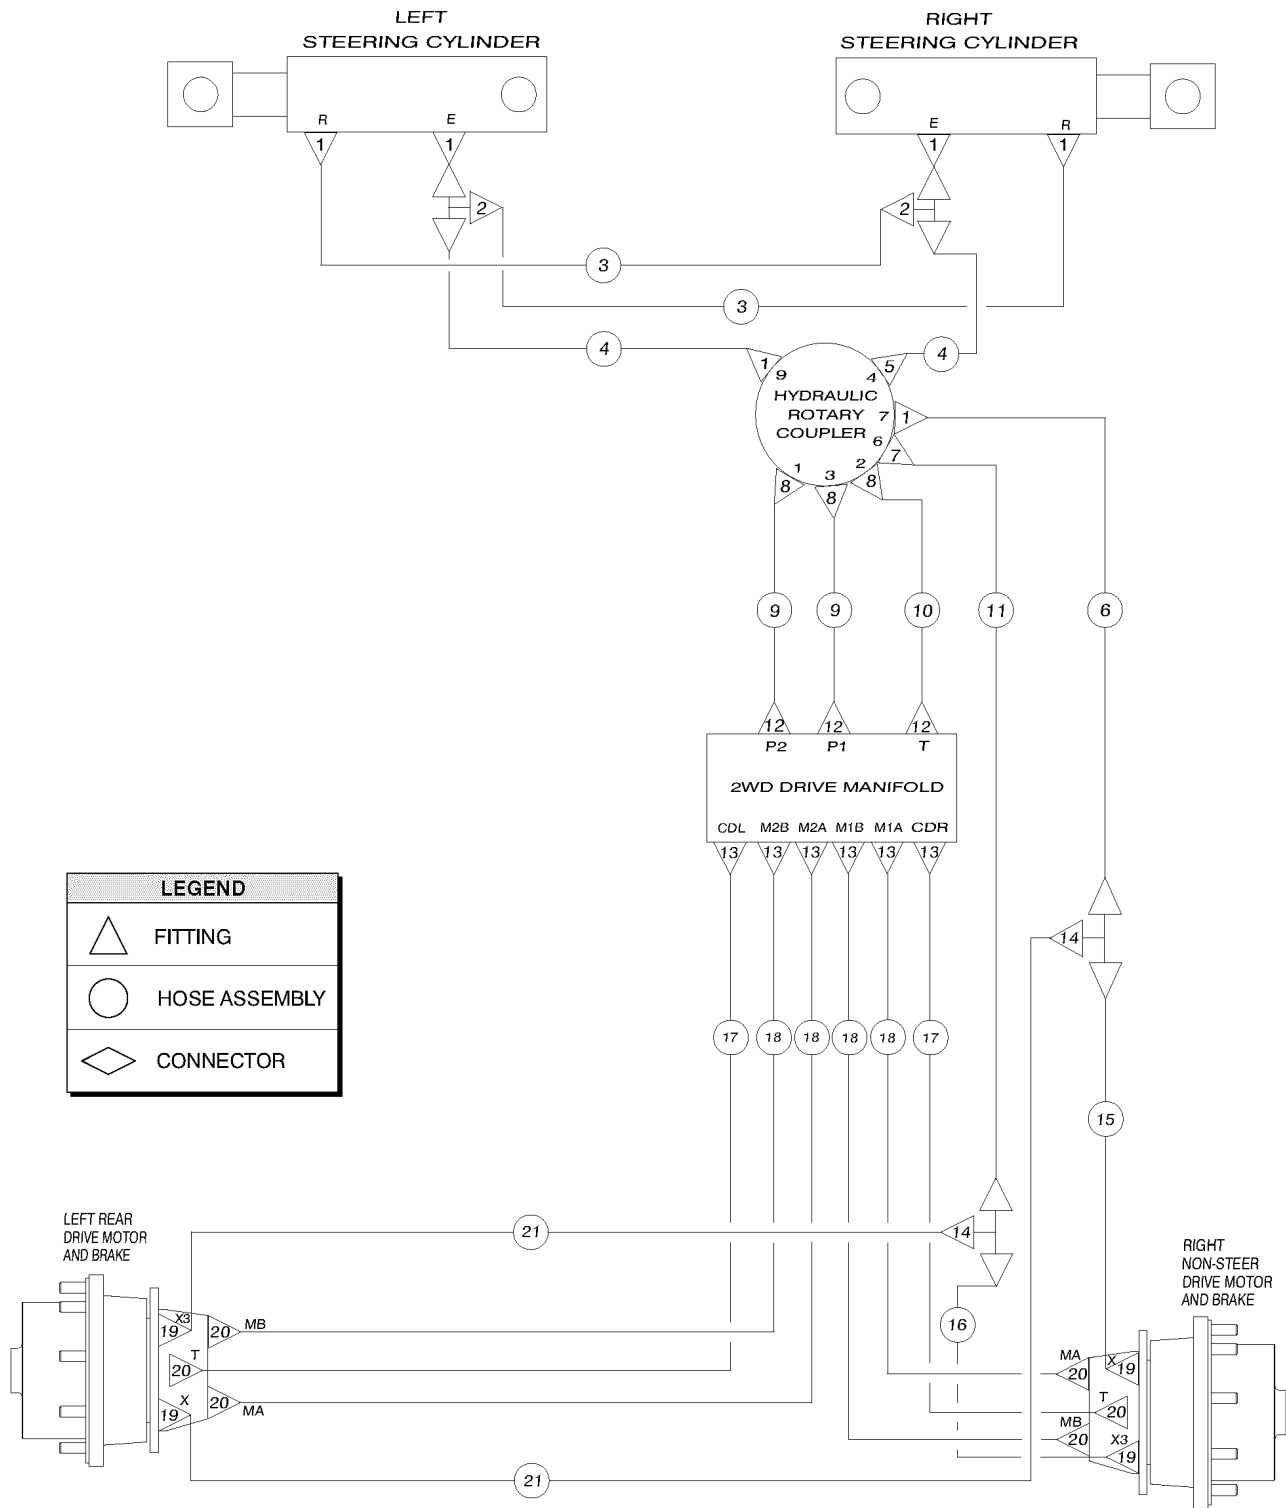 LEFT
STEERING CYLINDER
RIGHT
STEERING CYLINDER
R
E
E
R
1
1
1
1
2
2
3
3
4
4
1
9
5
4
HYDRAULIC
ROTARY
COUPLER
7
1
6
7
1
3
2
8
8
8
9
9
10
11
6
12
12
12
P2
P1
T
2WD DRIVE MANIFOLD
CDL
M2B
M2A
M1B
M1A
CDR
13
13
13
13
13
13
LEGEND
FITTING
HOSE ASSEMBLY
CONNECTOR
14
17
18
18
18
18
17
15
LEFT REAR
DRIVE MOTOR
AND BRAKE
21
14
RIGHT
NON-STEER
DRIVE MOTOR
AND BRAKE
X3
19
20
MB
16
T
20
X
19
20
MA
MA
20
X
19
T
20
MB
20
X3
19
21